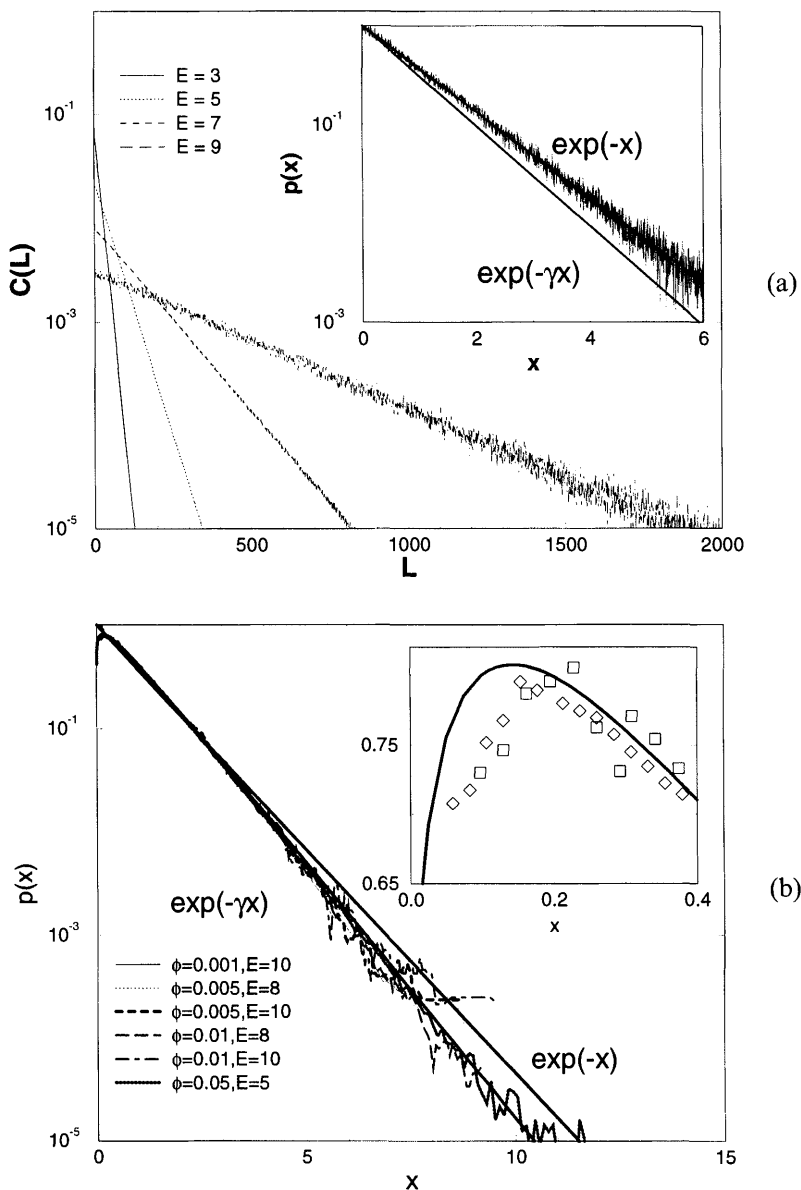 E = 3
E = 5
E = 7
E = 9
10⁻¹
10⁻³
10⁻⁵
C(L)
0 500 1000 1500 2000
L
10⁻¹
10⁻³
p(x)
exp(-x)
exp(-γx)
0 2 4 6
x
(a)
10⁻¹
10⁻³
10⁻⁵
p(x)
exp(-γx)
exp(-x)
ϕ=0.001,E=10
ϕ=0.005,E=8
ϕ=0.005,E=10
ϕ=0.01,E=8
ϕ=0.01,E=10
ϕ=0.05,E=5
0 5 10 15
x
0.75
0.65
0.0 0.2 0.4
x
(b)